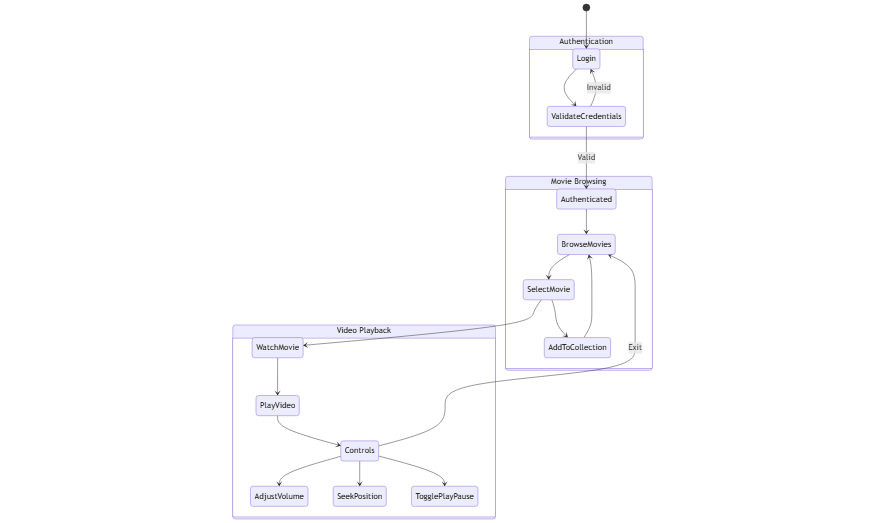 Authentication
Login
Invalid
ValidateCredentials
Valid
Movie Browsing
Authenticated
BrowseMovies
SelectMovie
Video Playback
WatchMovie
AddToCollection
Exit
PlayVideo
Controls
AdjustVolume
SeekPosition
TogglePlayPause